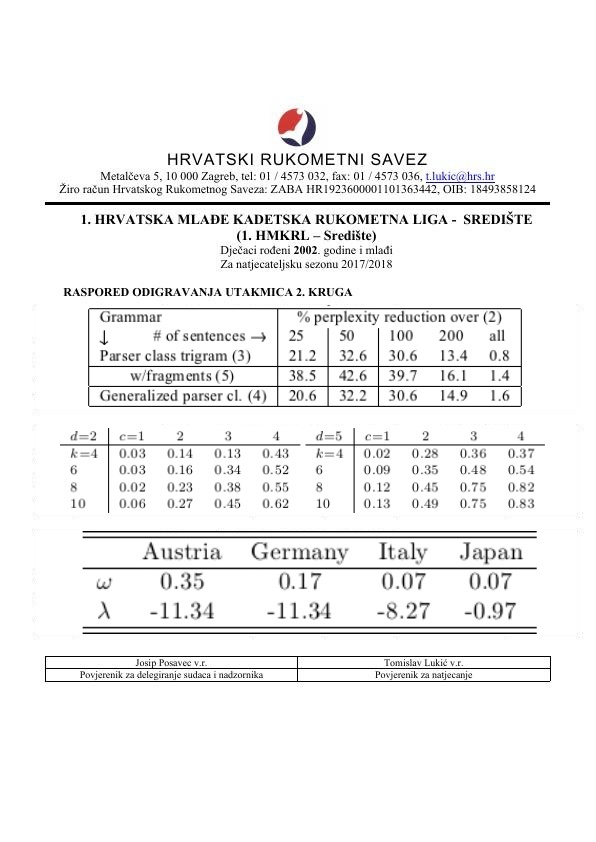 HRVATSKI RUKOMETNI SAVEZ
Metalčeva 5, 10 000 Zagreb, tel: 01 / 4573 032, fax: 01 / 4573 036, t.lukic@hrs.hr
Žiro račun Hrvatskog Rukometnog Saveza: ZABA HR1923600001101363442, OIB: 18493858124
1. HRVATSKA MLAĐE KADETSKA RUKOMETNA LIGA - SREDIŠTE
(1. HMKRL – Središte)
Dječaci rođeni 2002. godine i mlađi
Za natjecateljsku sezonu 2017/2018
RASPORED ODIGRAVANJA UTAKMICA 2. KRUGA
Grammar % perplexity reduction over (2)
↓ # of sentences → 25 50 100 200 all
Parser class trigram (3) 21.2 32.6 30.6 13.4 0.8
w/fragments (5) 38.5 42.6 39.7 16.1 1.4
Generalized parser cl. (4) 20.6 32.2 30.6 14.9 1.6
d=2 c=1 2 3 4 d=5 c=1 2 3 4
k=4 0.03 0.14 0.13 0.43 k=4 0.02 0.28 0.36 0.37
6 0.03 0.16 0.34 0.52 6 0.09 0.35 0.48 0.54
8 0.02 0.23 0.38 0.55 8 0.12 0.45 0.75 0.82
10 0.06 0.27 0.45 0.62 10 0.13 0.49 0.75 0.83
Austria Germany Italy Japan
ω 0.35 0.17 0.07 0.07
λ -11.34 -11.34 -8.27 -0.97
Josip Posavec v.r. Tomislav Lukić v.r.
Povjerenik za delegiranje sudaca i nadzornika Povjerenik za natjecanje